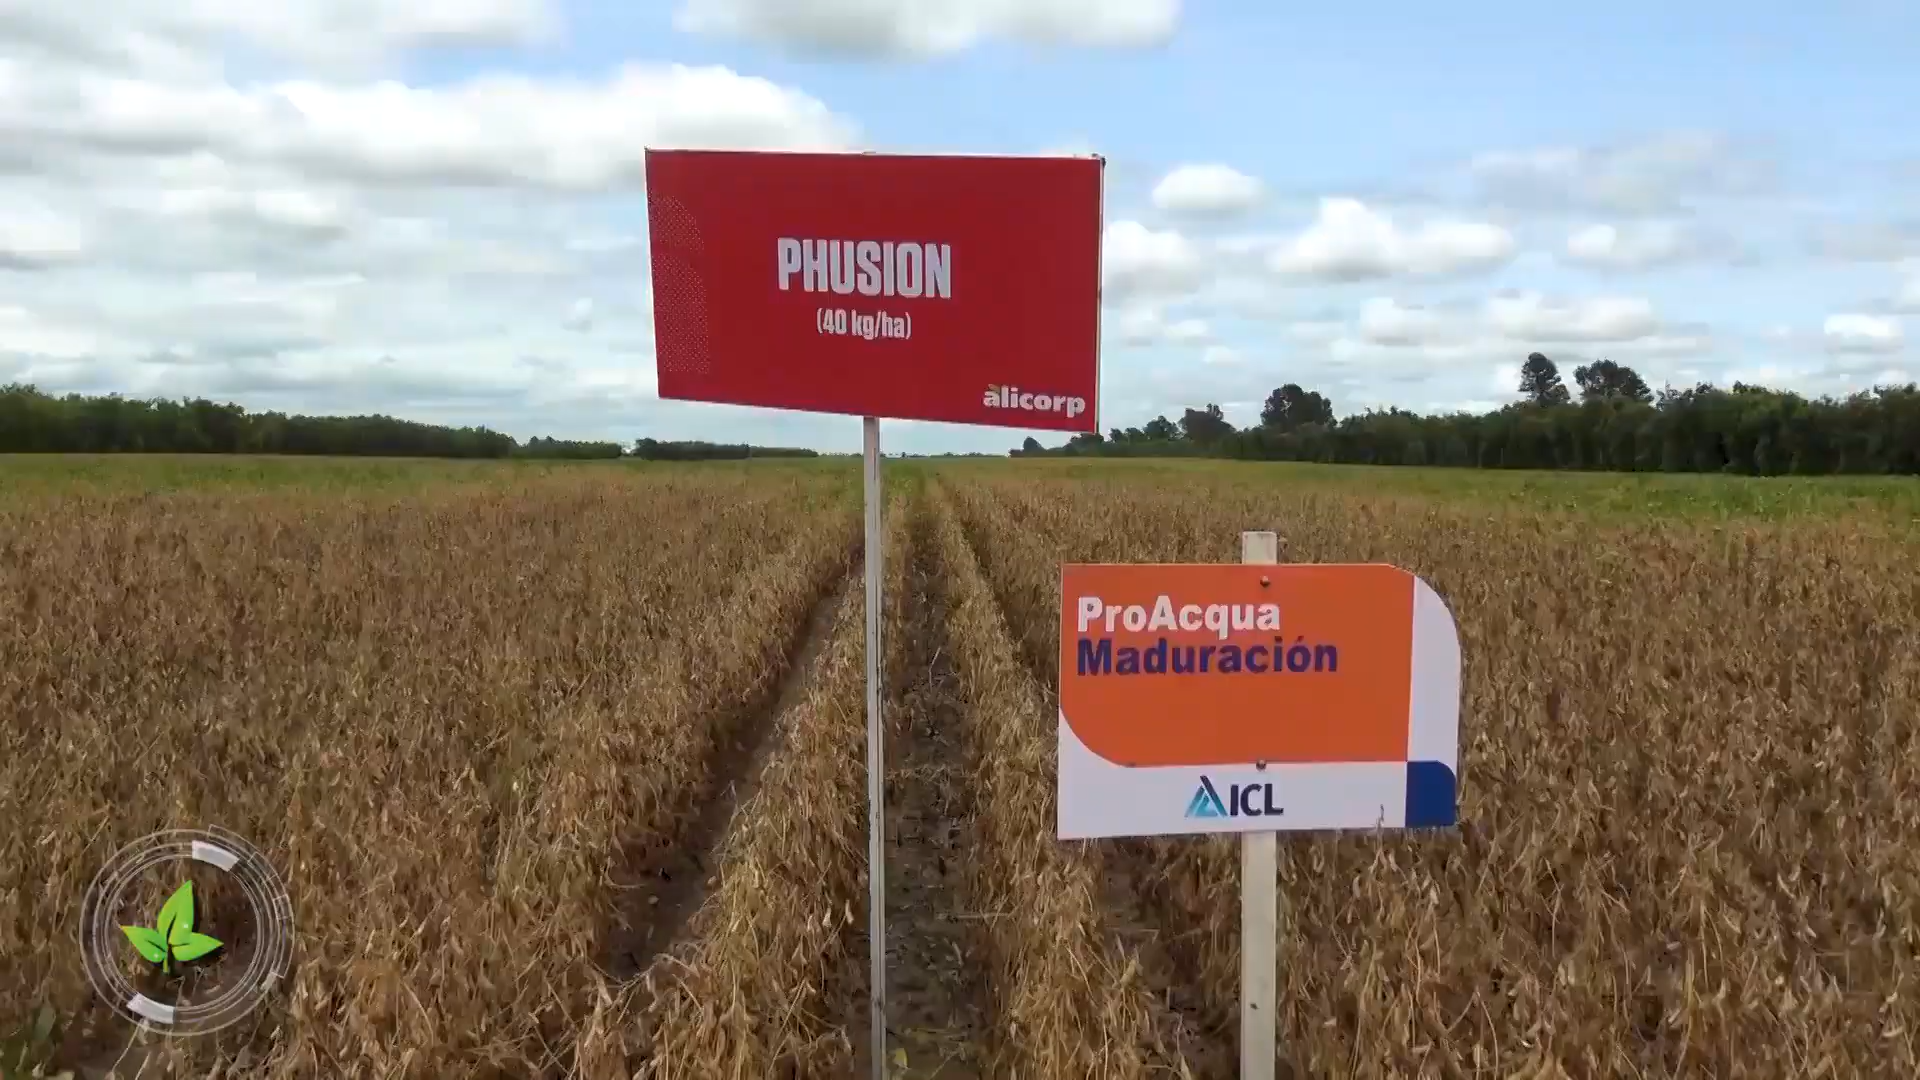 PHUSION
(40 kg/ha)
alicorp
ProAcqua
Maduración
ICL